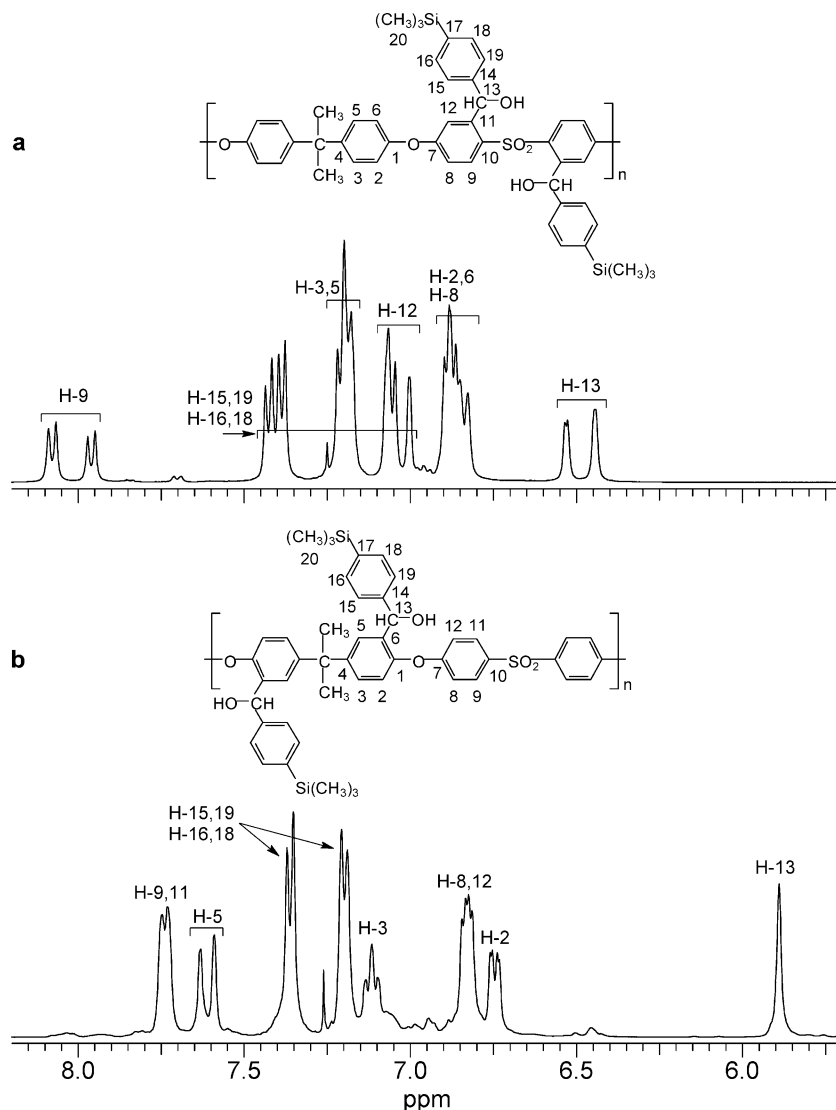 (CH₃)₃Si
20
17
18
16
19
15
14
13
CH
OH
12
11
a
5
6
CH₃
O
4
1
O
7
10
SO₂
CH₃
3
2
8
9
HO
CH
n
Si(CH₃)₃
H-9
H-15,19
H-16,18
H-3,5
H-12
H-2,6
H-8
H-13
(CH₃)₃Si
20
17
18
16
19
15
14
13
CH
OH
5
6
12
11
b
CH₃
O
4
1
O
7
10
SO₂
CH₃
3
2
8
9
n
HO
CH
Si(CH₃)₃
H-15,19
H-16,18
H-9,11
H-5
H-3
H-8,12
H-2
H-13
8.0 7.5 7.0 6.5 6.0
ppm